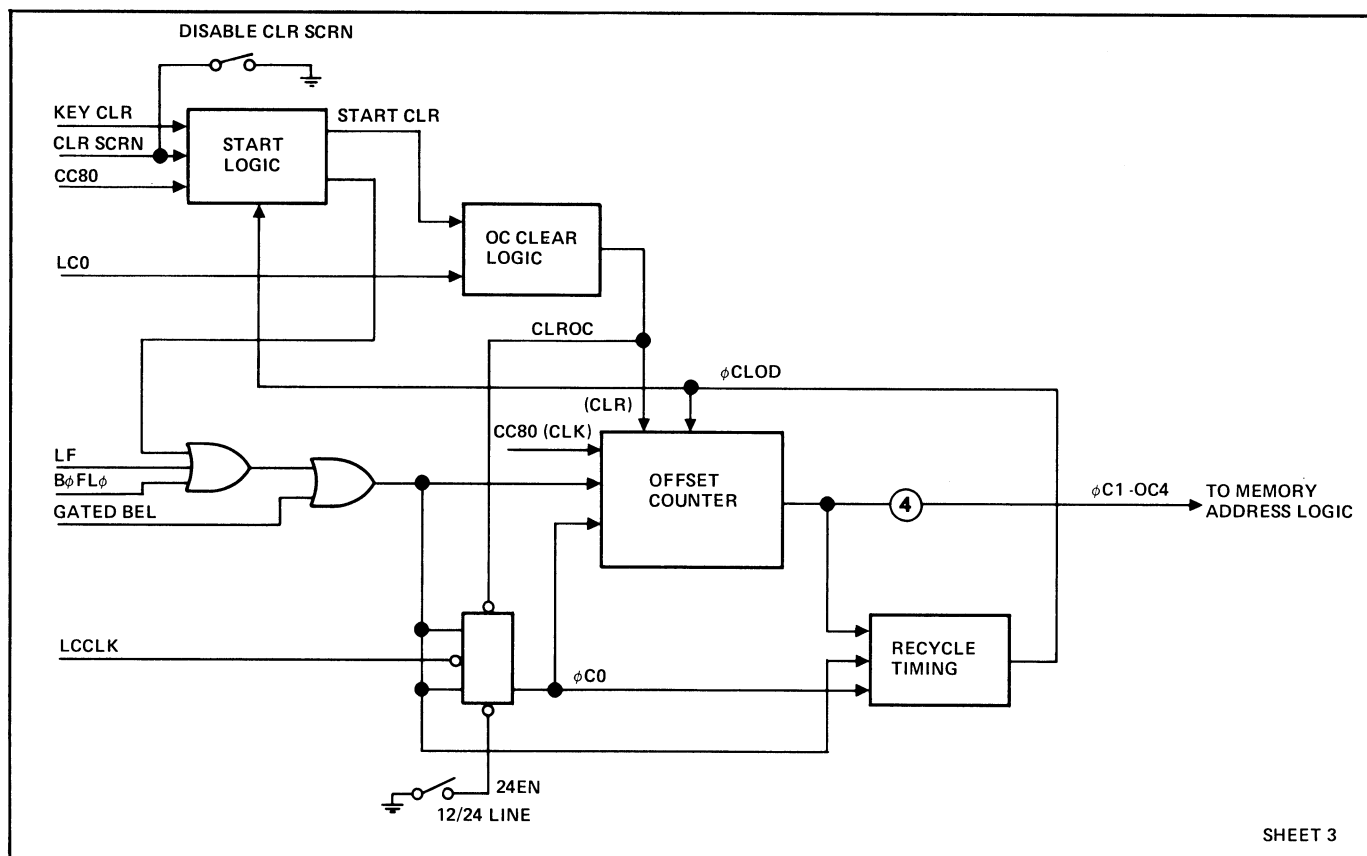 DISABLE CLR SCRN
KEY CLR
CLR SCRN
CC80
START
LOGIC
START CLR
LC0
OC CLEAR
LOGIC
CLROC
φCLOD
(CLR)
CC80 (CLK)
LF
BφFLφ
GATED BEL
OFFSET
COUNTER
4
φC1 -OC4
TO MEMORY
ADDRESS LOGIC
LCCLK
φC0
RECYCLE
TIMING
24EN
12/24 LINE
SHEET 3